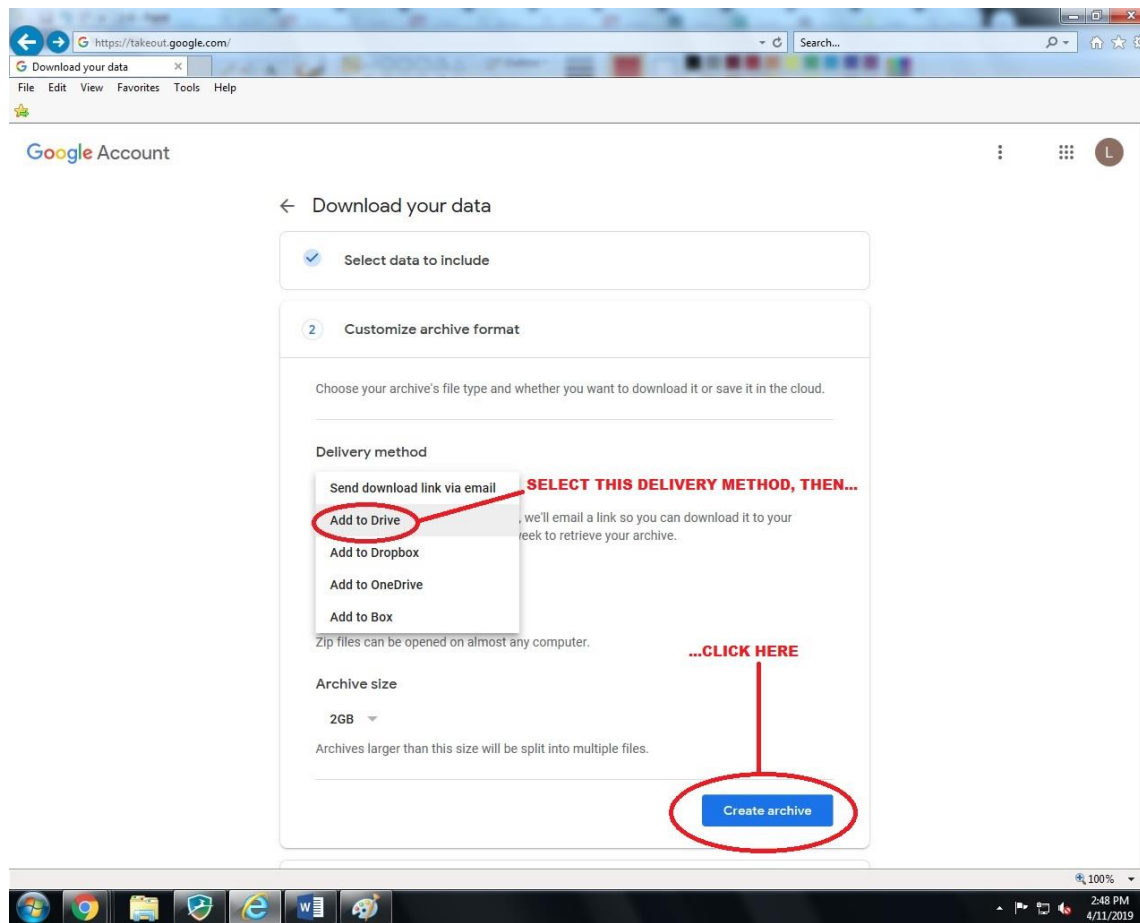 https://takeout.google.com/
Search...
Download your data
File Edit View Favorites Tools Help
Google Account
L
Download your data
Select data to include
2 Customize archive format
Choose your archive's file type and whether you want to download it or save it in the cloud.
Delivery method
Send download link via email
SELECT THIS DELIVERY METHOD, THEN...
Add to Drive
, we'll email a link so you can download it to your
Add to Dropbox
to retrieve your archive.
Add to OneDrive
Add to Box
Zip files can be opened on almost any computer.
...CLICK HERE
Archive size
2GB
Archives larger than this size will be split into multiple files.
Create archive
100%
2:48 PM
4/11/2019